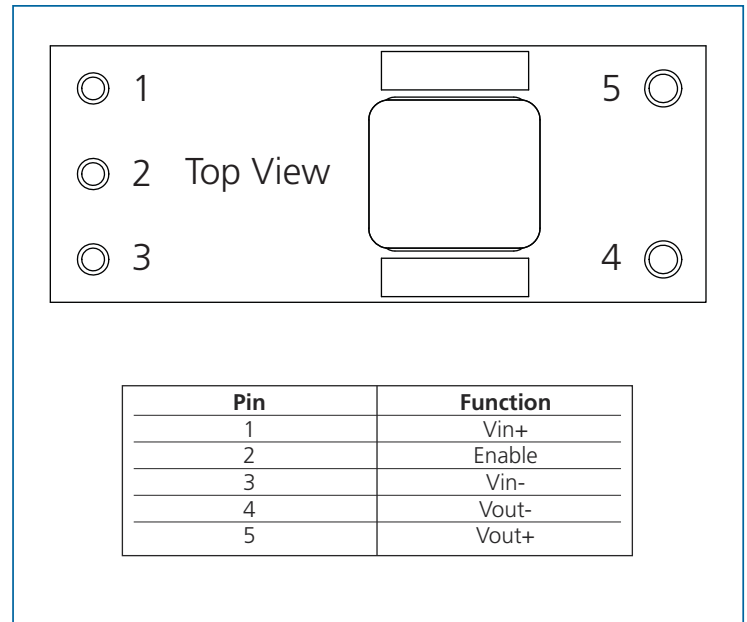 1
5
2 Top View
3
4
Pin Function
1 Vin+
2 Enable
3 Vin-
4 Vout-
5 Vout+